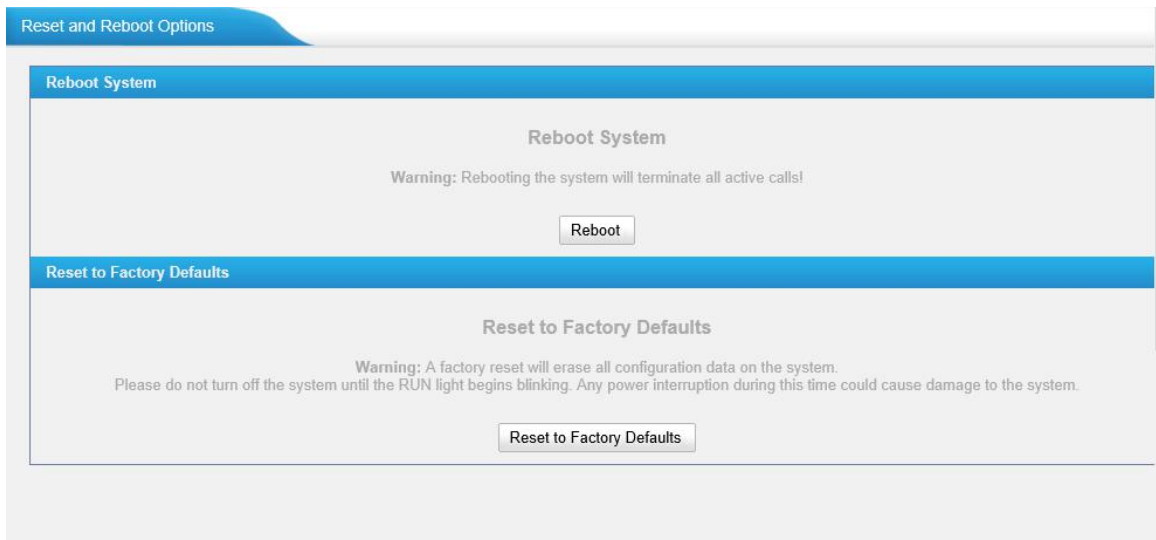 Reset and Reboot Options
Reboot System
Reboot System
Warning: Rebooting the system will terminate all active calls!
Reboot
Reset to Factory Defaults
Reset to Factory Defaults
Warning: A factory reset will erase all configuration data on the system.
Please do not turn off the system until the RUN light begins blinking. Any power interruption during this time could cause damage to the system.
Reset to Factory Defaults